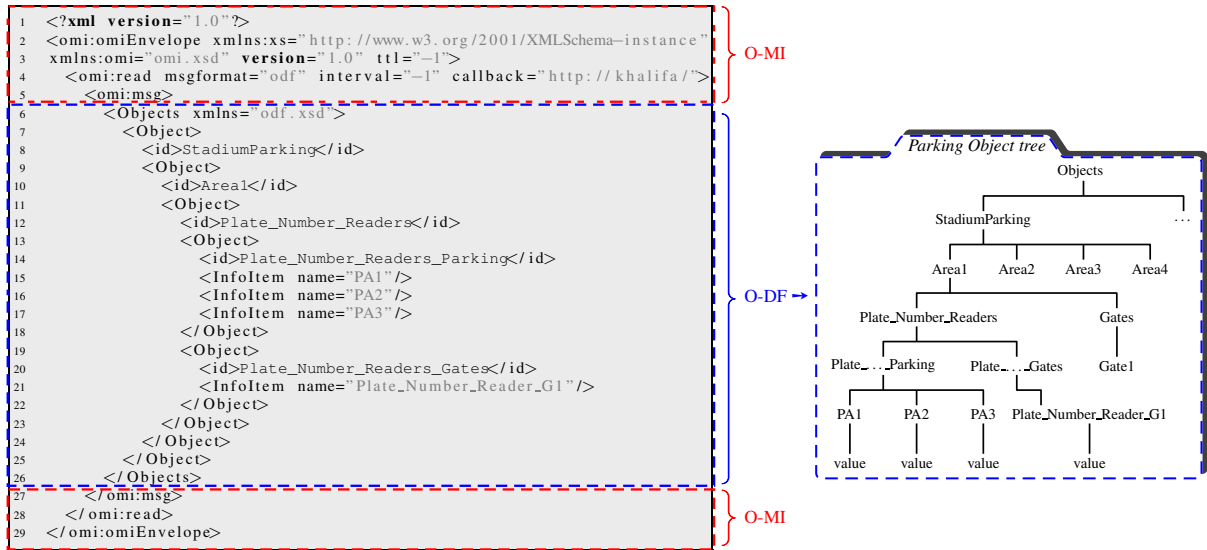 1 <?xml version="1.0"?>
2 <omi:omiEnvelope xmlns:xs="http://www.w3.org/2001/XMLSchema-instance"
3 xmlns:omi="omi.xsd" version="1.0" ttl="-1">
4 <omi:read msgformat="odf" interval="-1" callback="http://khalifa/">
5 <omi:msg>
6 <Objects xmlns="odf.xsd">
7 <Object>
8 <id>StadiumParking</id>
9 <Object>
10 <id>Area1</id>
11 <Object>
12 <id>Plate_Number_Readers</id>
13 <Object>
14 <id>Plate_Number_Readers_Parking</id>
15 <InfoItem name="PA1"/>
16 <InfoItem name="PA2"/>
17 <InfoItem name="PA3"/>
18 </Object>
19 <Object>
20 <id>Plate_Number_Readers_Gates</id>
21 <InfoItem name="Plate_Number_Reader_G1"/>
22 </Object>
23 </Object>
24 </Object>
25 </Object>
26 </Objects>
27 </omi:msg>
28 </omi:read>
29 </omi:omiEnvelope>
O-MI
O-DF
O-MI
Parking Object tree
Objects
StadiumParking ...
Area1 Area2 Area3 Area4
Plate_Number_Readers Gates
Plate_..._Parking Plate_..._Gates Gate1
PA1 PA2 PA3 Plate_Number_Reader_G1
value value value value